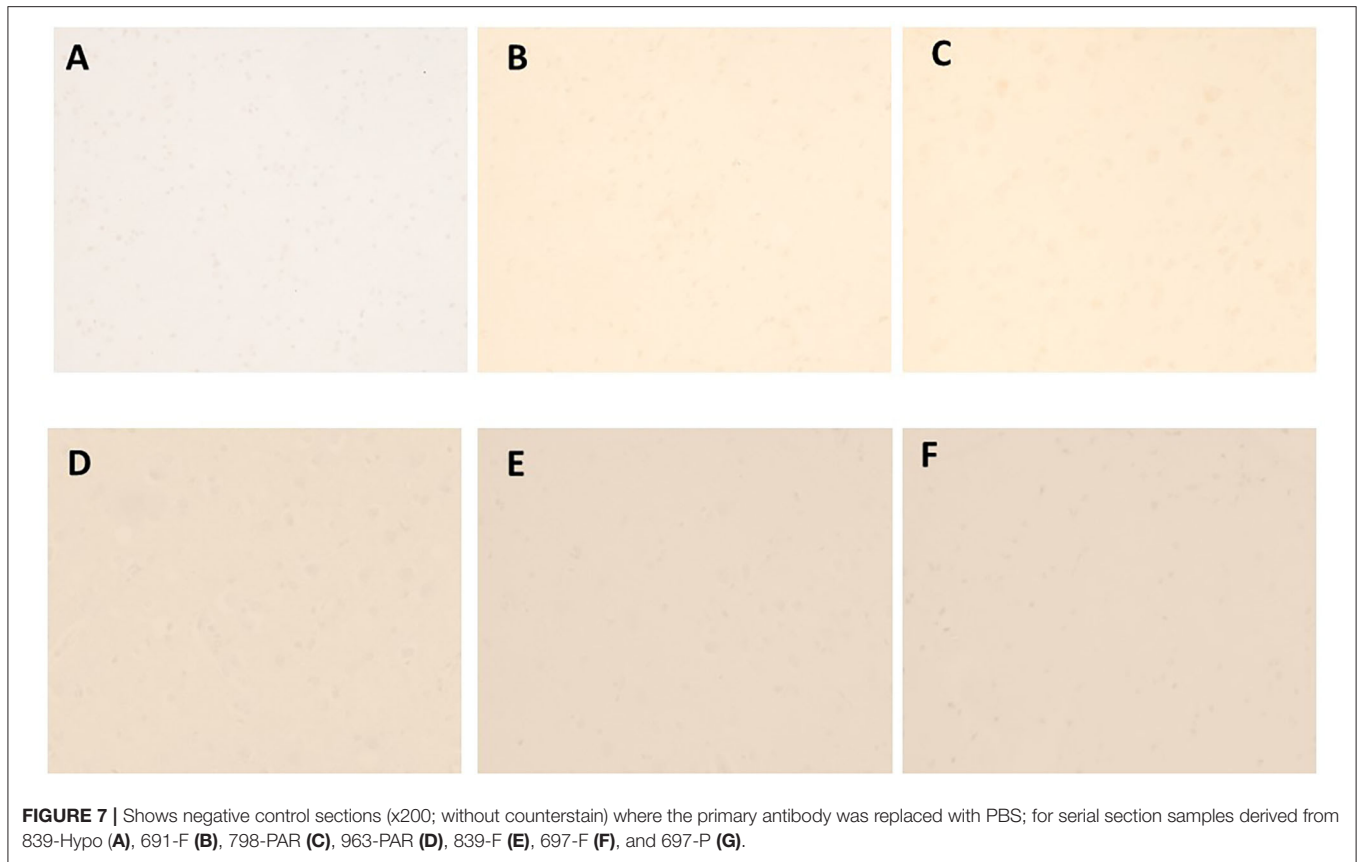 A
B
C
D
E
F
FIGURE 7 | Shows negative control sections (x200; without counterstain) where the primary antibody was replaced with PBS; for serial section samples derived from
839-Hypo (A), 691-F (B), 798-PAR (C), 963-PAR (D), 839-F (E), 697-F (F), and 697-P (G).